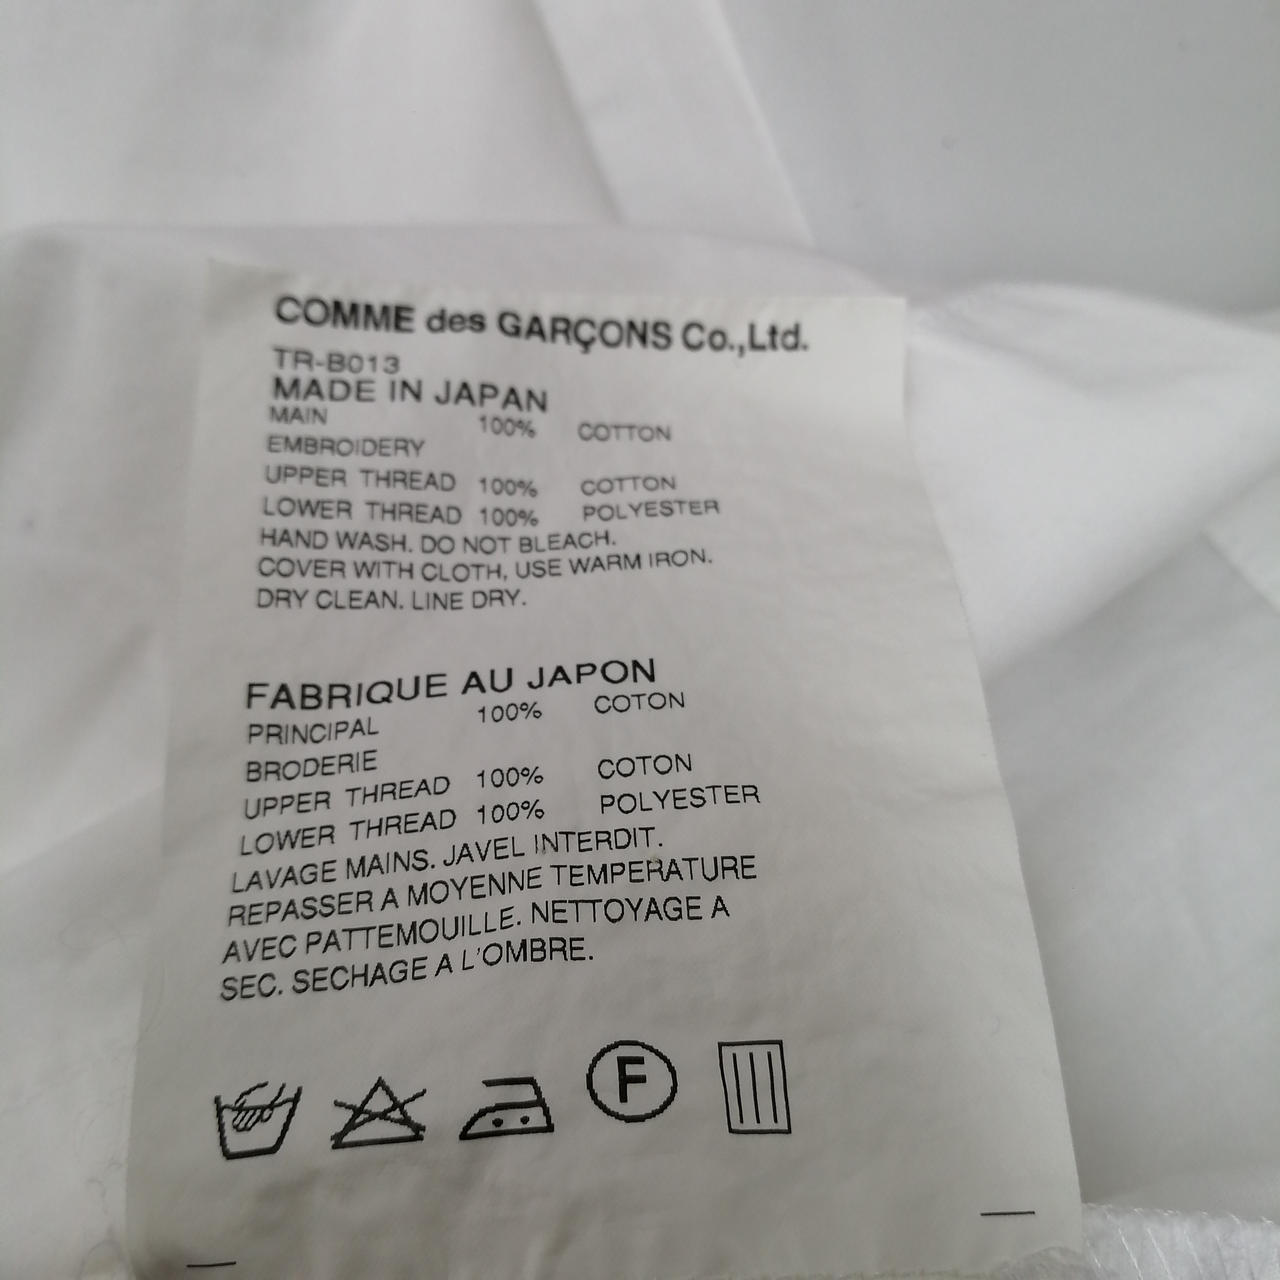 COMME des GARÇONS Co.,Ltd.
TR-B013
MADE IN JAPAN
MAIN 100% COTTON
EMBROIDERY
UPPER THREAD 100% COTTON
LOWER THREAD 100% POLYESTER
HAND WASH. DO NOT BLEACH.
COVER WITH CLOTH, USE WARM IRON.
DRY CLEAN. LINE DRY.
FABRIQUE AU JAPON
PRINCIPAL 100% COTON
BRODERIE
UPPER THREAD 100% COTON
LOWER THREAD 100% POLYESTER
LAVAGE MAINS. JAVEL INTERDIT.
REPASSER A MOYENNE TEMPERATURE
AVEC PATTEMOUILLE. NETTOYAGE A
SEC. SECHAGE A L'OMBRE.
F